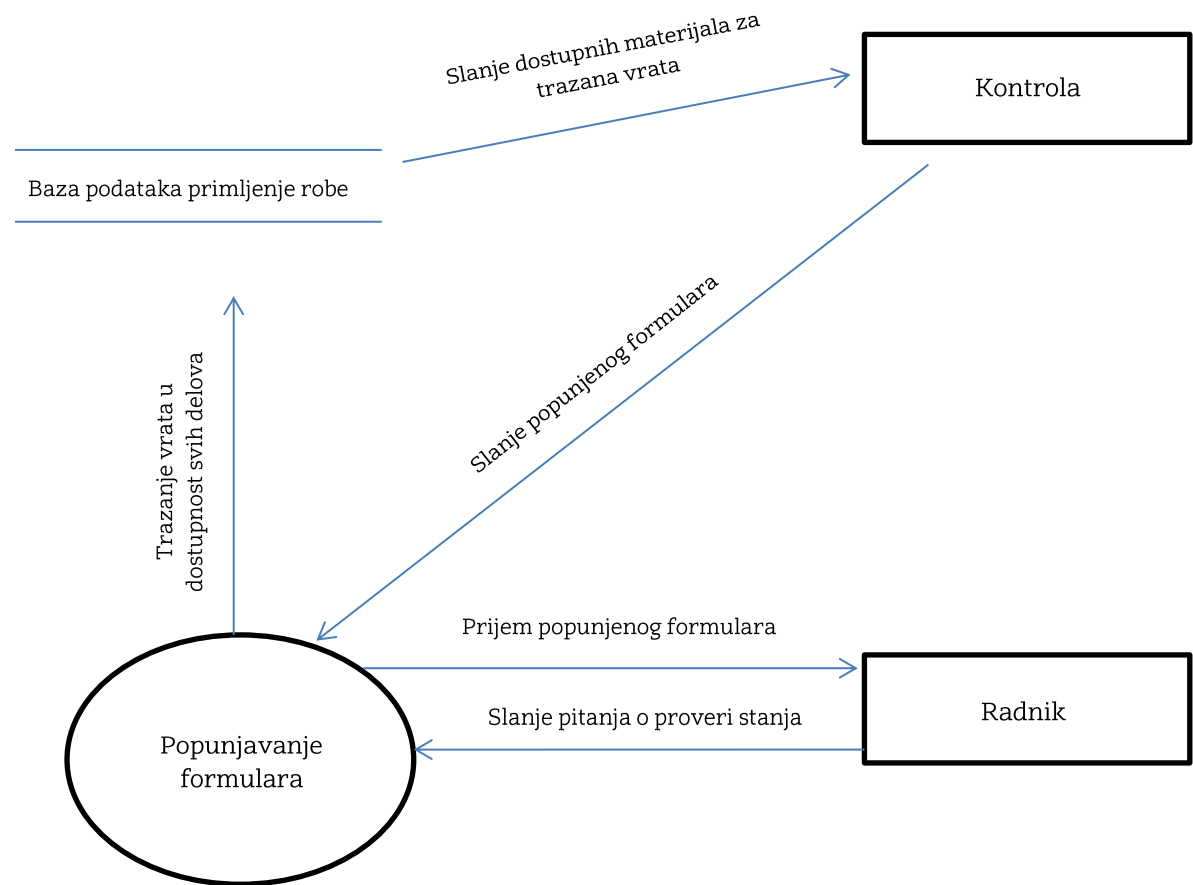 Slanje dostupnih materijala za
trazana vrata
Kontrola
Baza podataka primljenje robe
Slanje popunjenog formulara
Trazanje vrata u
dostupnost svih delova
Prijem popunjenog formulara
Slanje pitanja o proveri stanja
Radnik
Popunjavanje
formulara